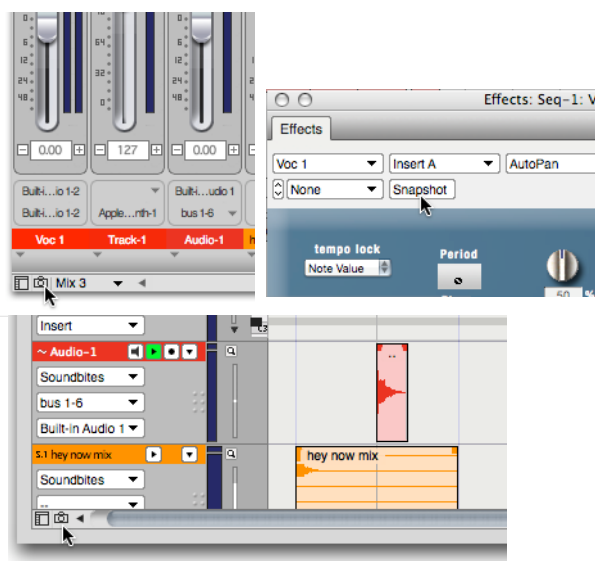 0. 0.
6. 64. 6.
12 12
24 32. 24
48 48
0.
0.00 127 0.00
Built-i...io 1-2 Built-i...udio 1
Built-i...io 1-2 Apple...nth-1 bus 1-6
Voc 1 Track-1 Audio-1
Mix 3
Effects: Seq-1: V
Effects
Voc 1 Insert A AutoPan
None Snapshot
tempo lock Period
Note Value
50 %
Insert
C3
~ Audio-1
Soundbites
bus 1-6
Built-in Audio 1
--
S.1 hey now mix
hey now mix
Soundbites
--